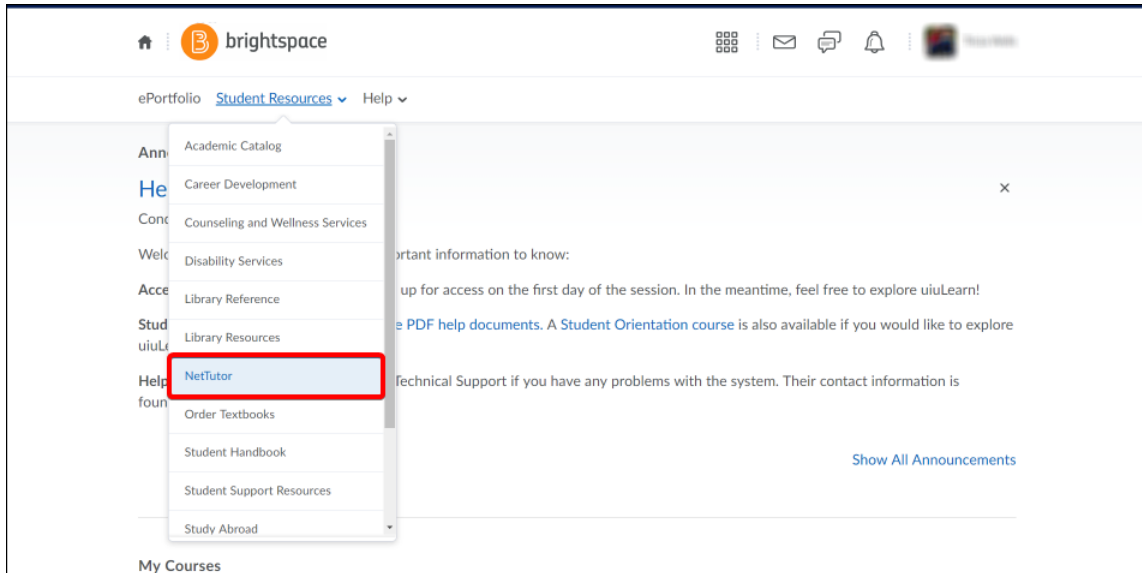 brightspace
ePortfolio Student Resources Help
Academic Catalog
Career Development
Counseling and Wellness Services
Disability Services
Library Reference
Library Resources
NetTutor
Order Textbooks
Student Handbook
Student Support Resources
Study Abroad
Ann
He
Conc
Welc ortant information to know:
Acce up for access on the first day of the session. In the meantime, feel free to explore uiuLearn!
Stud e PDF help documents. A Student Orientation course is also available if you would like to explore
uiuLe
Help Technical Support if you have any problems with the system. Their contact information is
foun
Show All Announcements
My Courses